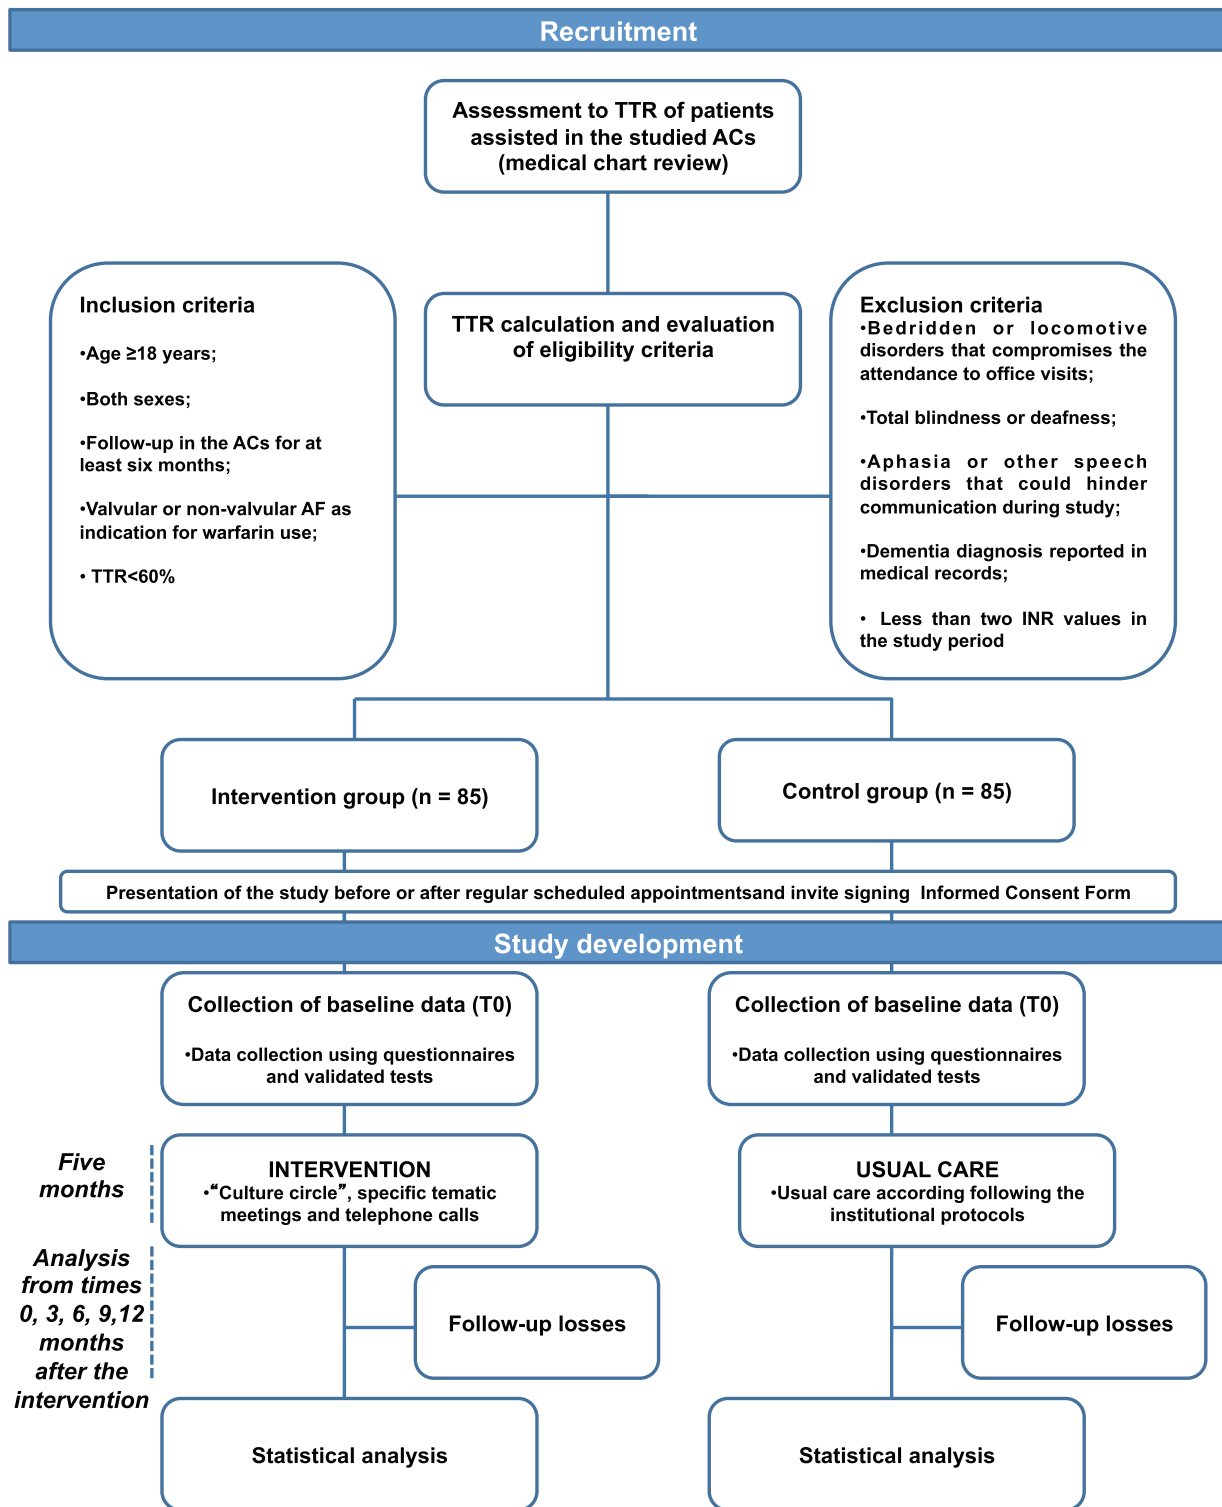 Recruitment
Assessment to TTR of patients
assisted in the studied ACs
(medical chart review)
Inclusion criteria
•Age ≥18 years;
•Both sexes;
•Follow-up in the ACs for at
least six months;
•Valvular or non-valvular AF as
indication for warfarin use;
• TTR<60%
TTR calculation and evaluation
of eligibility criteria
Exclusion criteria
•Bedridden or locomotive
disorders that compromises the
attendance to office visits;
•Total blindness or deafness;
•Aphasia or other speech
disorders that could hinder
communication during study;
•Dementia diagnosis reported in
medical records;
• Less than two INR values in
the study period
Intervention group (n = 85)
Control group (n = 85)
Presentation of the study before or after regular scheduled appointmentsand invite signing Informed Consent Form
Study development
Collection of baseline data (T0)
•Data collection using questionnaires
and validated tests
Collection of baseline data (T0)
•Data collection using questionnaires
and validated tests
Five
months
INTERVENTION
•“Culture circle”, specific tematic
meetings and telephone calls
USUAL CARE
•Usual care according following the
institutional protocols
Analysis
from times
0, 3, 6, 9,12
months
after the
intervention
Follow-up losses
Follow-up losses
Statistical analysis
Statistical analysis